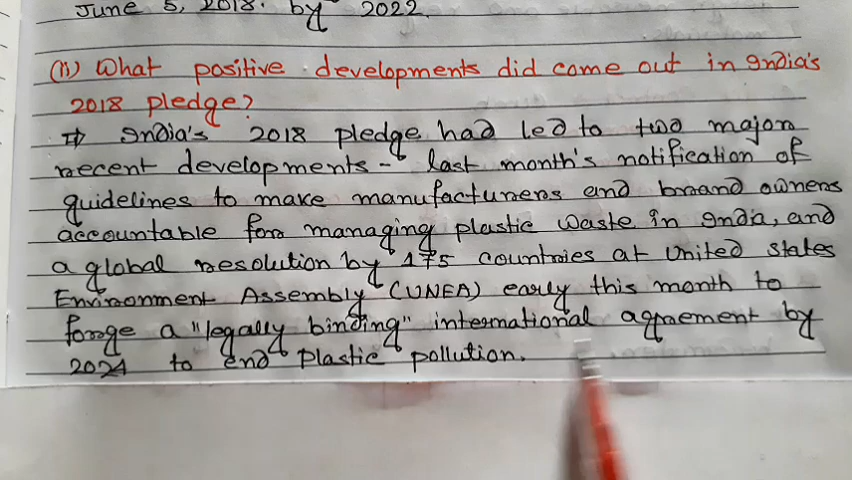 June 5, 2018. by 2022.
(ii) What positive developments did come out in India's
2018 pledge?
⇒ India's 2018 pledge had led to two major
recent developments - last month's notification of
guidelines to make manufacturers and brand owners
accountable for managing plastic waste in India, and
a global resolution by 175 countries at United States
Environment Assembly (UNEA) early this month to
forge a "legally binding" international agreement by
2024 to end plastic pollution.